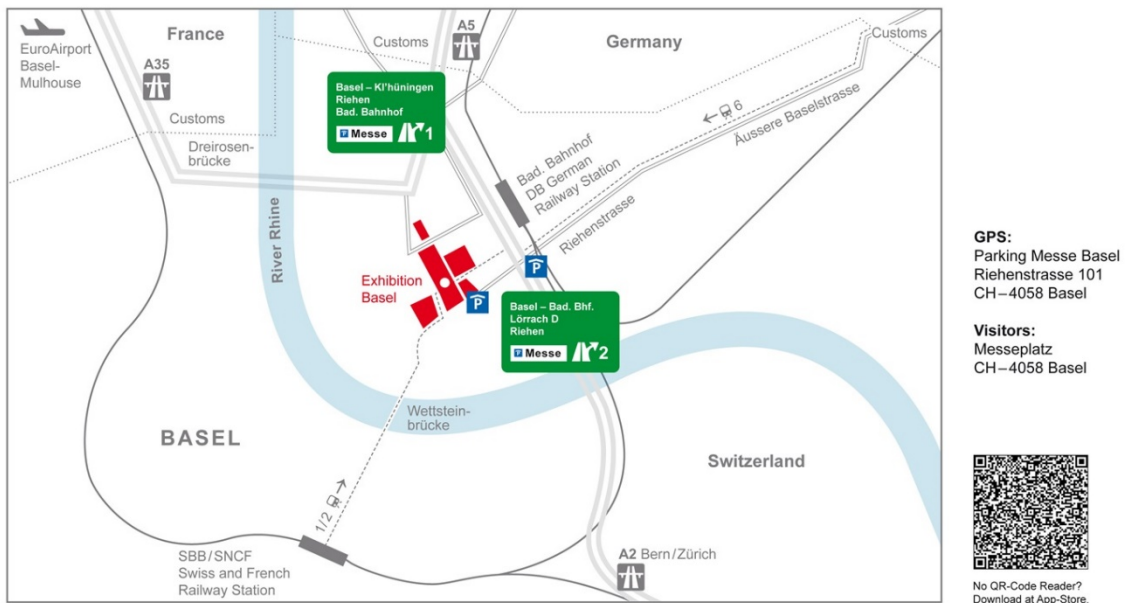 EuroAirport
Basel-
Mulhouse
France
A35
Customs
Dreirosen-
brücke
Customs
A5
Germany
Customs
Basel – Kl'hüningen
Riehen
Bad. Bahnhof
P Messe 1
6
Äussere Baselstrasse
Bad. Bahnhof
DB German
Railway Station
Riehenstrasse
River Rhine
Exhibition
Basel
P
P
Basel – Bad. Bhf.
Lörrach D
Riehen
P Messe 2
Wettstein-
brücke
BASEL
Switzerland
1/2
SBB/SNCF
Swiss and French
Railway Station
A2 Bern/Zürich
GPS:
Parking Messe Basel
Riehenstrasse 101
CH–4058 Basel
Visitors:
Messeplatz
CH–4058 Basel
No QR-Code Reader?
Download at App-Store.